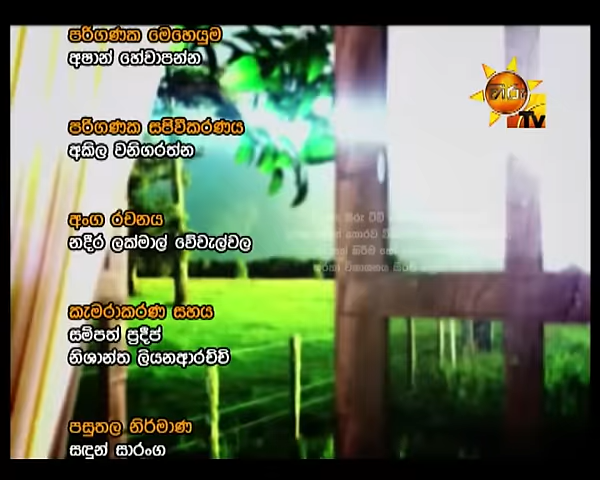 පරිගණක මෙහෙයුම
අෂාන් හේවාපන්න
පරිගණක සජිවීකරණය
අකිල වනිගරත්න
අංග රචනය
නදීර ලක්මාල් වේවැල්වල
කැමරාකරණ සහය
සම්පත් ප්‍රදීප්
නිශාන්ත ලියනආරච්චි
පසුතල නිර්මාණ
සඳුන් සාරංග
හිරු
TV